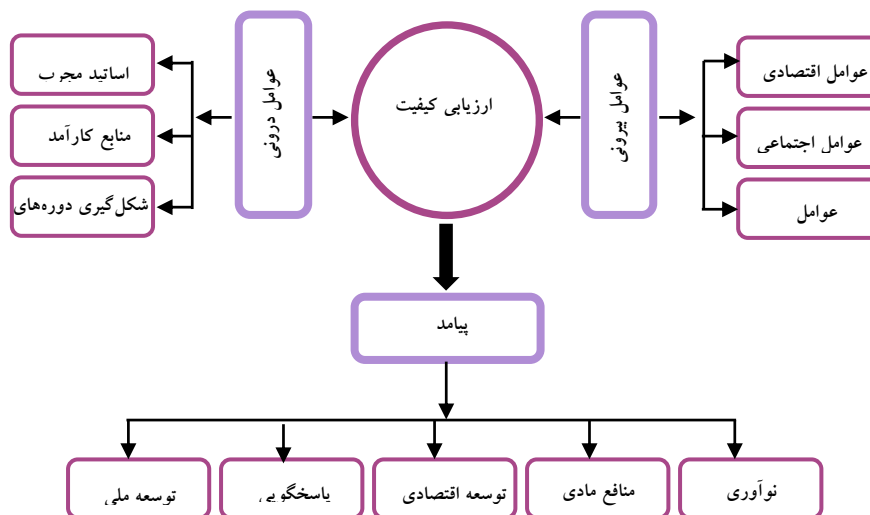 عوامل اقتصادی
عوامل اجتماعی
عوامل
عوامل بیرونی
ارزیابی کیفیت
عوامل درونی
اساتید مجرب
منابع کارآمد
شکل‌گیری دوره‌های
پیامد
نوآوری
منافع مادی
توسعه اقتصادی
پاسخگویی
توسعه ملی